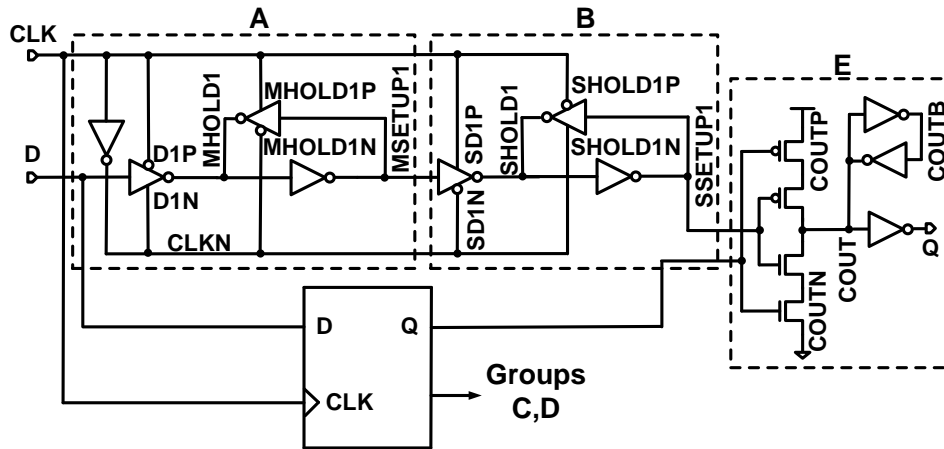 A
B
CLK
E
MHOLD1
MHOLD1P
MHOLD1N
MSETUP1
SD1P
SHOLD1
SHOLD1P
SHOLD1N
SSETUP1
COUTP
COUTB
D
D1P
D1N
CLKN
SD1N
COUTN
COUT
Q
D
Q
CLK
Groups
C,D